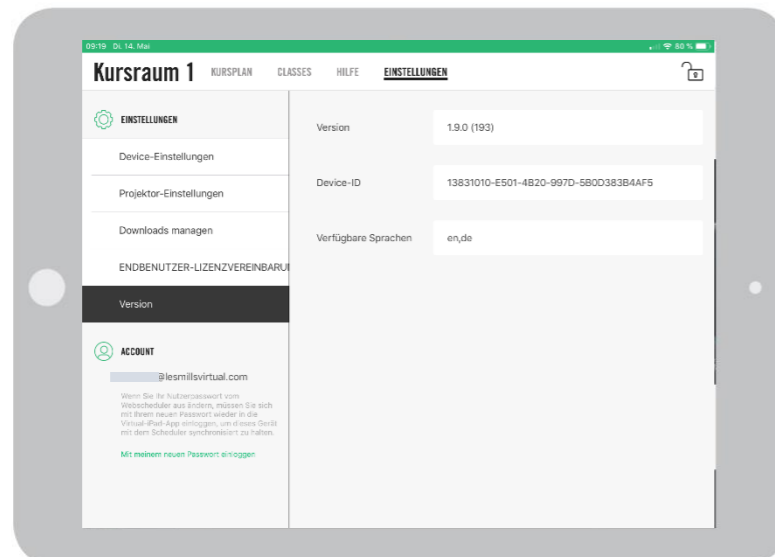 09:19 Di. 14. Mai
80 %
Kursraum 1 KURSPLAN CLASSES HILFE EINSTELLUNGEN
EINSTELLUNGEN
Device-Einstellungen
Projektor-Einstellungen
Downloads managen
ENDBENUTZER-LIZENZVEREINBARU
Version
ACCOUNT
@lesmillsvirtual.com
Wenn Sie Ihr Nutzerpasswort vom
Webscheduler aus ändern, müssen Sie sich
mit Ihrem neuen Passwort wieder in die
Virtual-iPad-App einloggen, um dieses Gerät
mit dem Scheduler synchronisiert zu halten.
Mit meinem neuen Passwort einloggen
Version 1.9.0 (193)
Device-ID 13831010-E501-4B20-997D-5B0D383B4AF5
Verfügbare Sprachen en,de